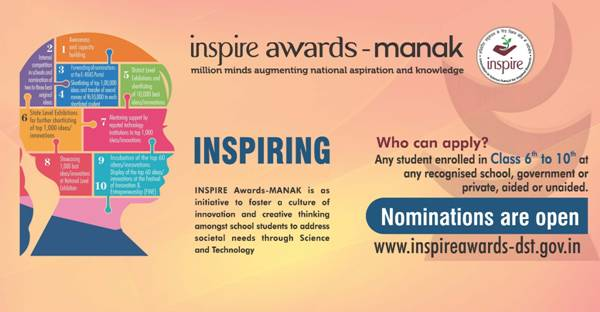 inspire awards - manak
million minds augmenting national aspiration and knowledge
inspire
1
Awareness
and capacity
building
2
Internal
competition
in schools and
nomination of
two to three best
original
ideas
3
Forwarding of nominations
at the E-MIAS Portal
4
Shortlisting of top 1,00,000
ideas and transfer of award
money of Rs.10,000 to each
shortlisted student
5
District Level
Exhibitions and
shortlisting
of 10,000 best
ideas/innovations
6
State Level Exhibitions
for further shortlisting
of top 1,000 ideas/
innovations
7
Mentoring support by
reputed Technology
Institutions to top 1,000
ideas/innovations
8
Showcasing
1,000 best
ideas/innovations
at National Level
Exhibition
9
Incubation of the top 60
ideas/innovations
10
Display of the top 60 ideas/
innovations at the Festival
of Innovation &
Entrepreneurship (FINE)
INSPIRING
INSPIRE Awards-MANAK is as
initiative to foster a culture of
innovation and creative thinking
amongst school students to address
societal needs through Science
and Technology
Who can apply?
Any student enrolled in Class 6th to 10th at
any recognised school, government or
private, aided or unaided.
Nominations are open
www.inspireawards-dst.gov.in